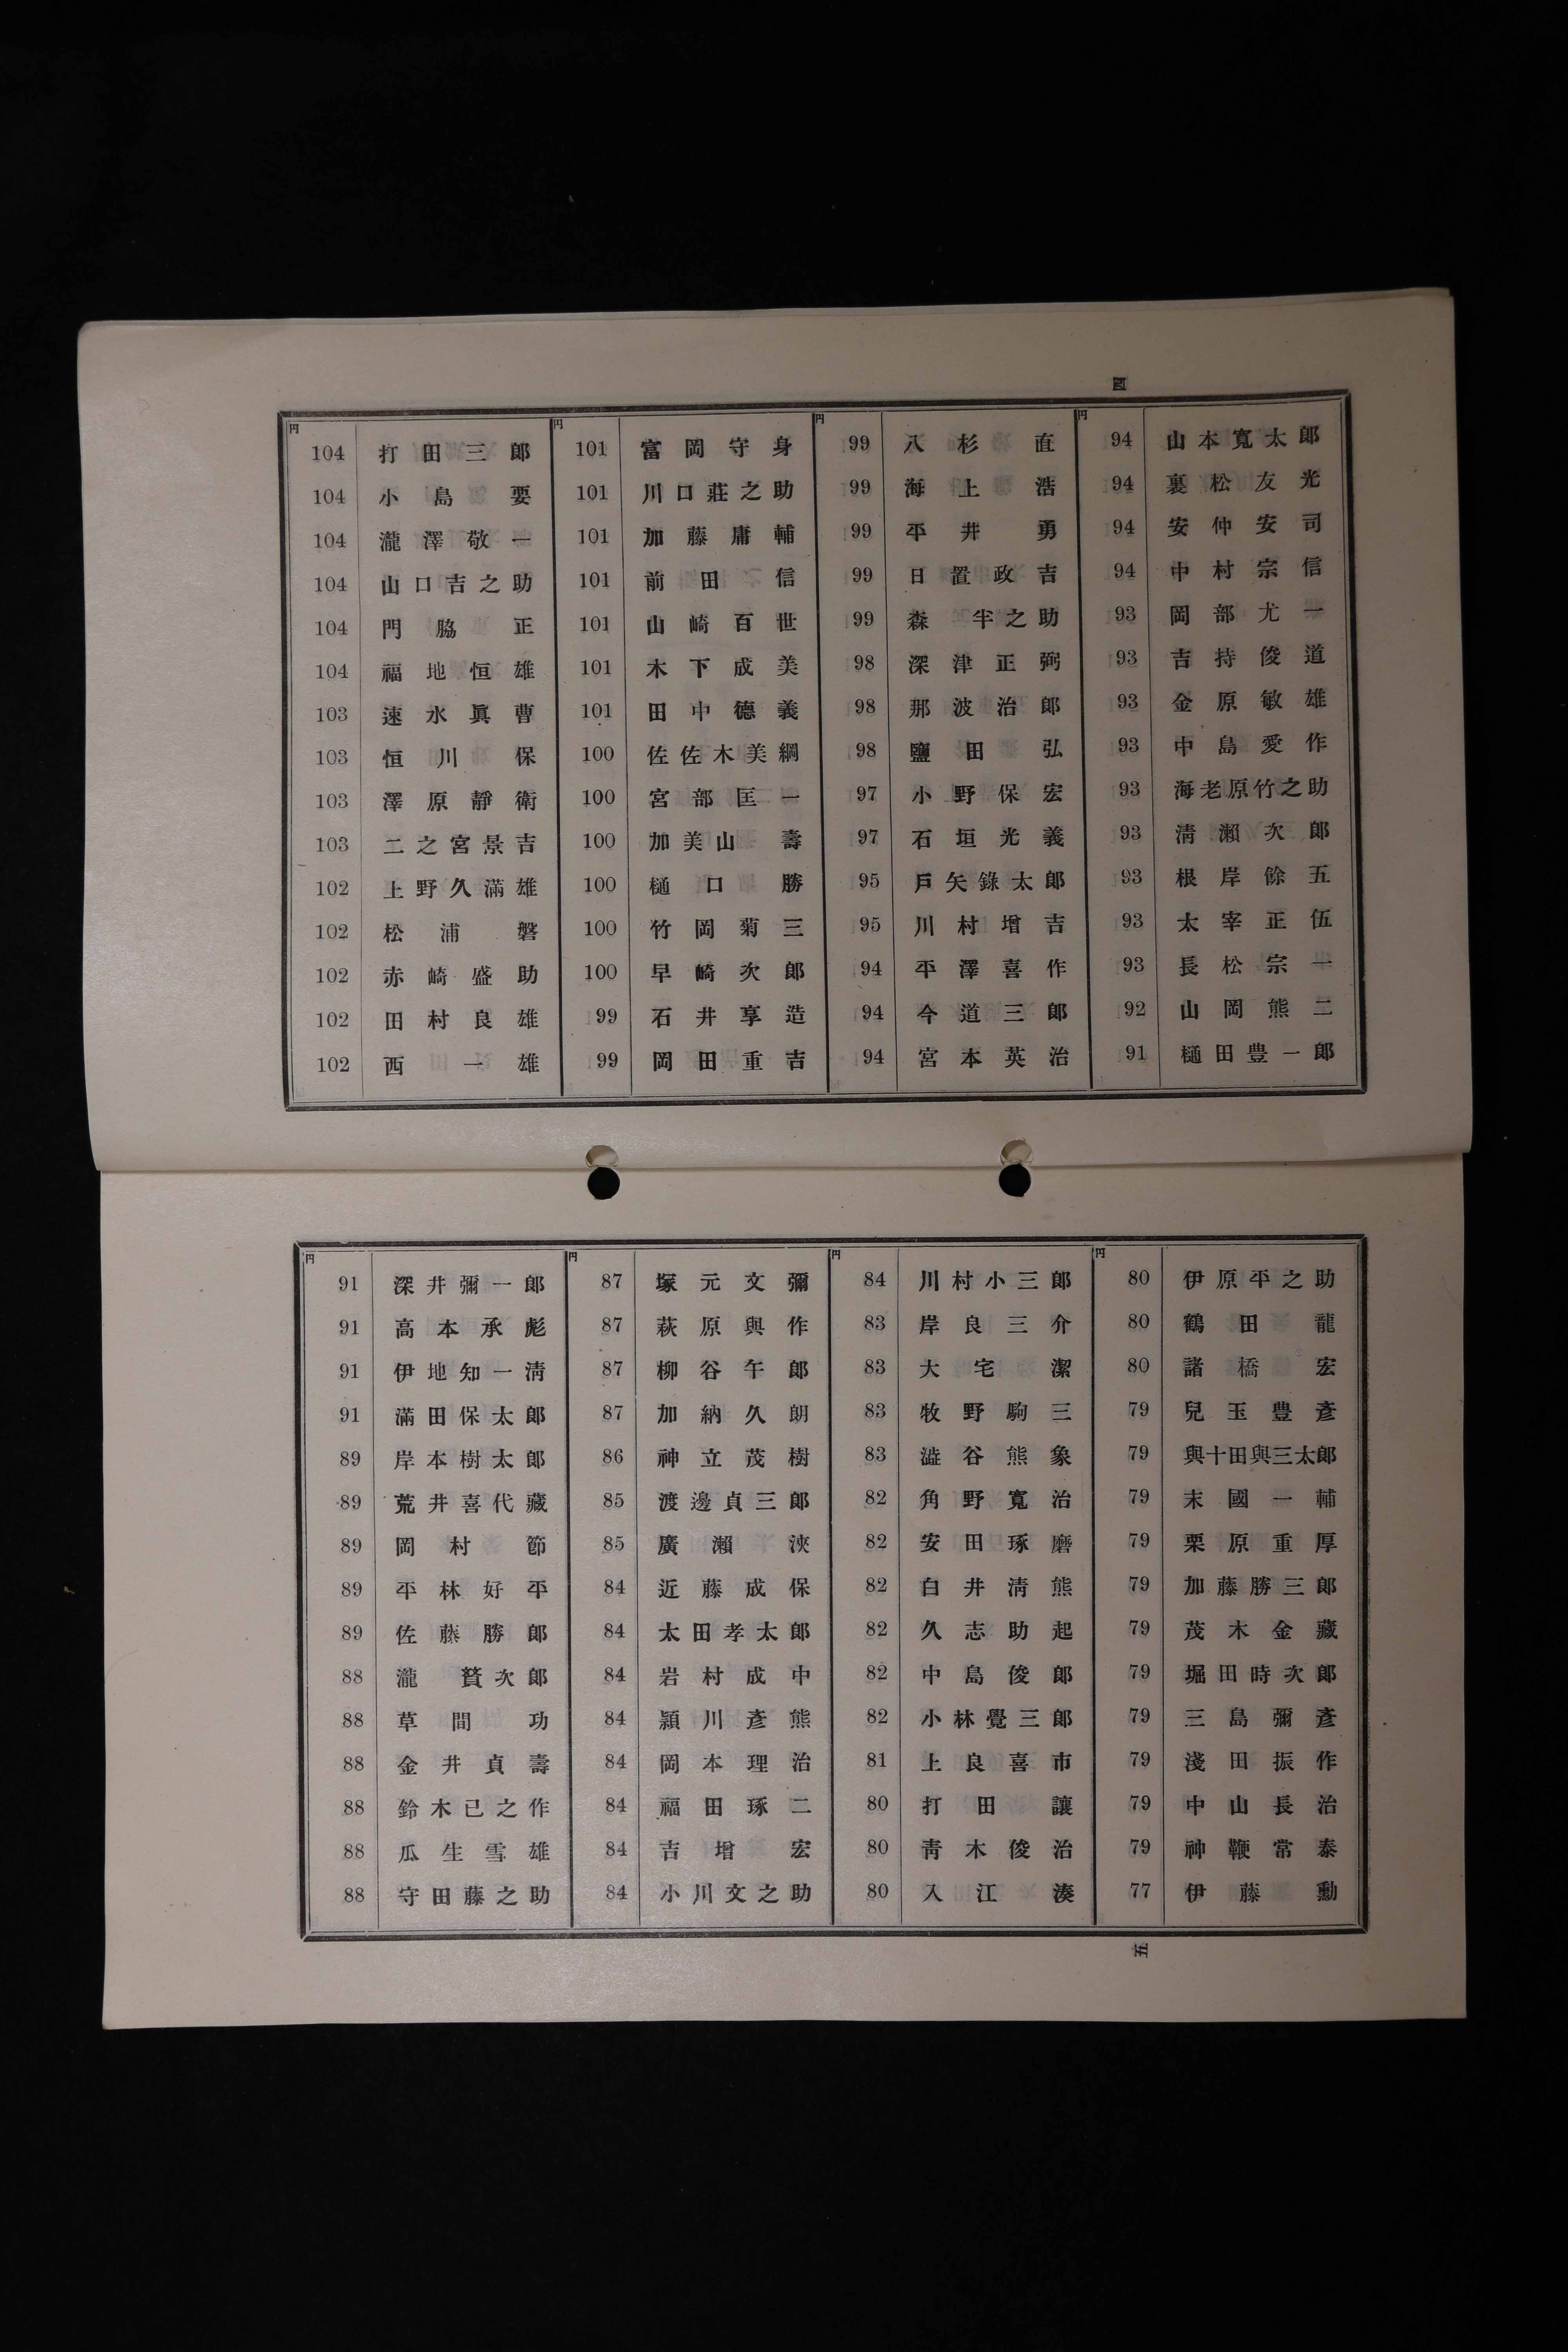 四
円
104 打田三郎
104 小島要
104 瀧澤敬一
104 山口吉之助
104 門脇正
104 福地恒雄
103 速水眞曹
103 恒川保
103 澤原靜衛
103 二之宮景吉
102 上野久滿雄
102 松浦磐
102 赤崎盛助
102 田村良雄
102 西一雄
円
101 富岡守身
101 川口莊之助
101 加藤庸輔
101 前田信
101 山崎百世
101 木下成美
101 田中德義
100 佐佐木美綱
100 宮部匡一
100 加美山壽
100 樋口勝
100 竹岡菊三
100 早崎次郎
99 石井享造
99 岡田重吉
円
99 八杉直
99 海上浩
99 平井勇
99 日置政吉
99 森半之助
98 深津正弼
98 那波治郎
98 鹽田弘
97 小野保宏
97 石垣光義
95 戶矢錄太郎
95 川村增吉
94 平澤喜作
94 今道三郎
94 宮本英治
円
94 山本寬太郎
94 裏松友光
94 安仲安司
94 中村宗信
93 岡部尤一
93 吉持俊道
93 金原敏雄
93 中島愛作
93 海老原竹之助
93 淸瀨次郎
93 根岸餘五
93 太宰正伍
93 長松宗一
92 山岡熊二
91 樋田豊一郎
円
91 深井彌一郎
91 高本承彪
91 伊地知一淸
91 滿田保太郎
89 岸本樹太郎
89 荒井喜代藏
89 岡村節
89 平林好平
89 佐藤勝郎
88 瀧贇次郎
88 草間功
88 金井貞壽
88 鈴木已之作
88 瓜生雪雄
88 守田藤之助
円
87 塚元文彌
87 萩原與作
87 柳谷午郎
87 加納久朗
86 神立茂樹
85 渡邊貞三郎
85 廣瀨浹
84 近藤成保
84 太田孝太郎
84 岩村成中
84 潁川彥熊
84 岡本理治
84 福田琢二
84 吉增宏
84 小川文之助
円
84 川村小三郎
83 岸良三介
83 大宅潔
83 牧野駒三
83 澁谷熊象
82 角野寬治
82 安田琢磨
82 白井淸熊
82 久志助起
82 中島俊郎
82 小林覺三郎
81 上良喜市
80 打田讓
80 靑木俊治
80 入江湊
円
80 伊原平之助
80 鶴田龍
80 諸橋宏
79 兒玉豊彥
79 與十田與三太郎
79 末國一輔
79 栗原重厚
79 加藤勝三郎
79 茂木金藏
79 堀田時次郎
79 三島彌彥
79 淺田振作
79 中山長治
79 神鞭常泰
77 伊藤勳
五